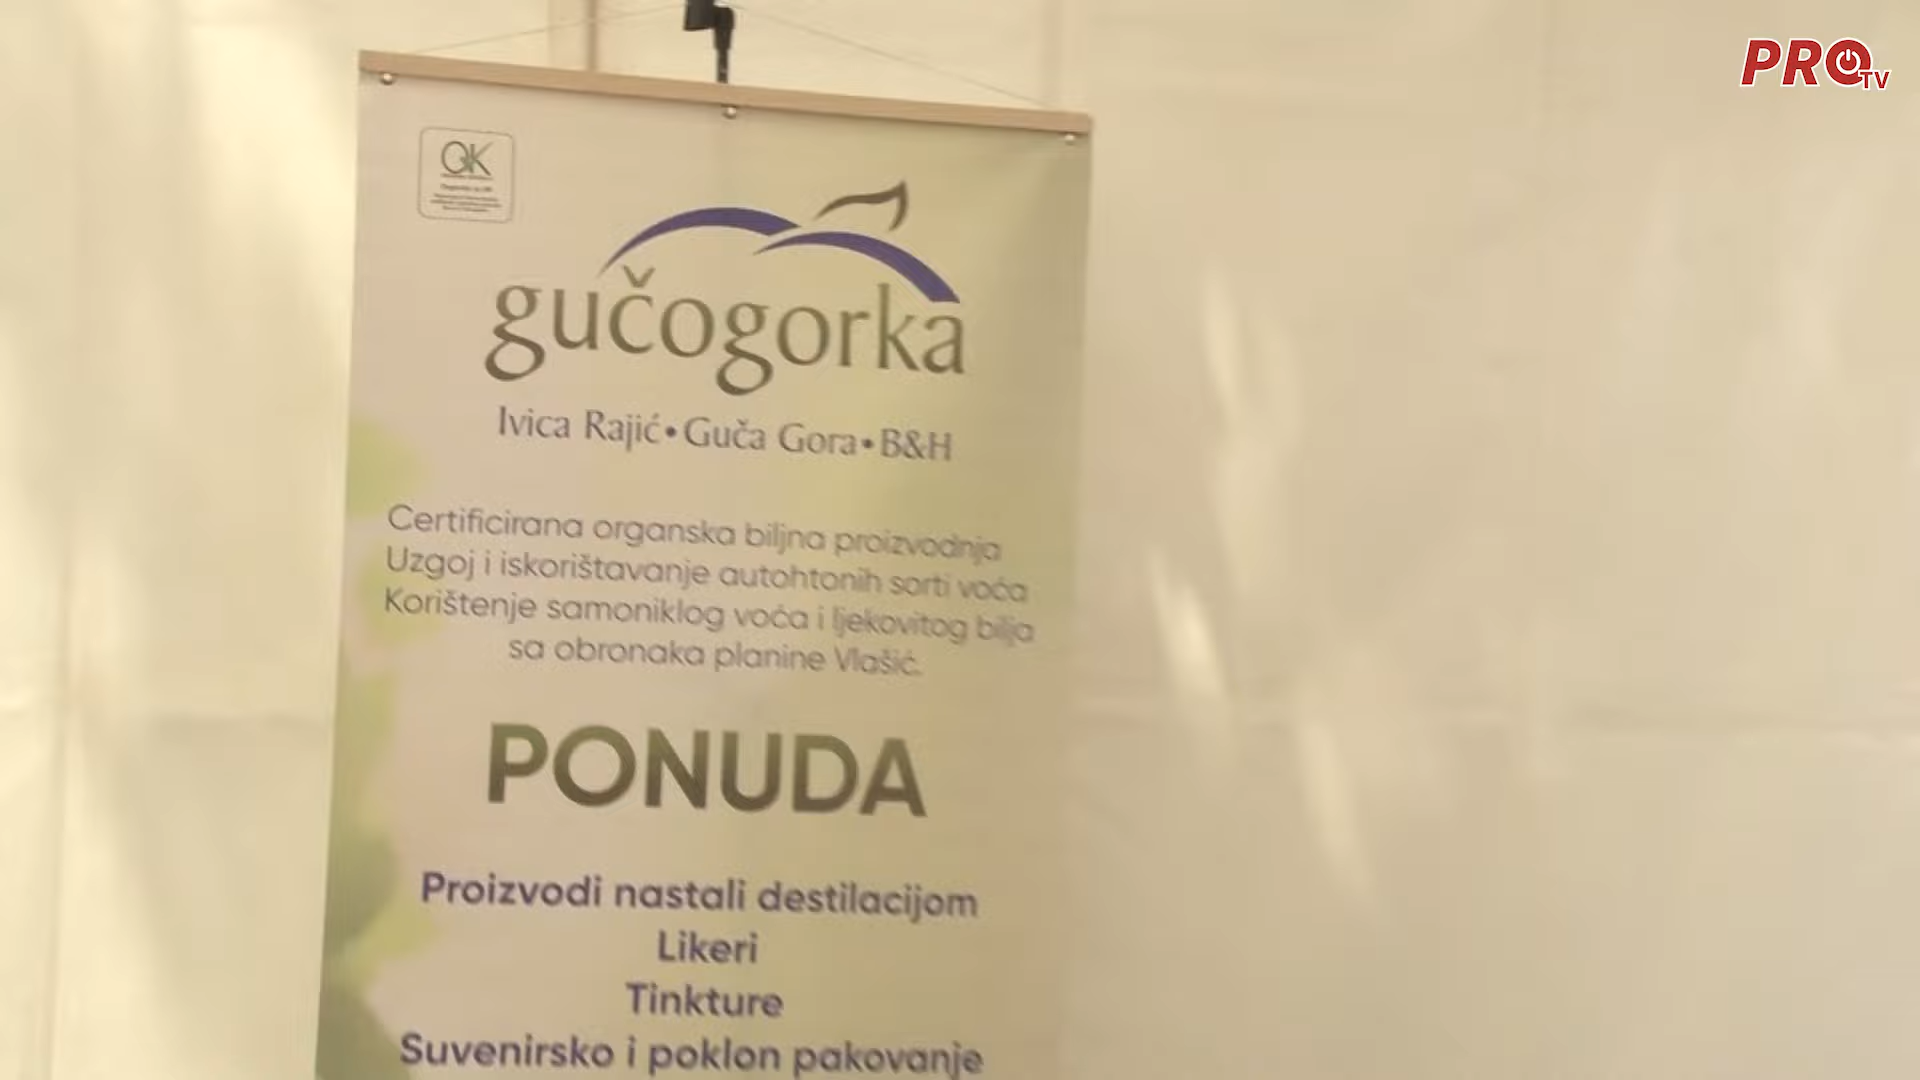 PRO TV
OK
gučogorka
Ivica Rajić•Guča Gora•B&H
Certificirana organska biljna proizvodnja
Uzgoj i iskorištavanje autohtonih sorti voća
Korištenje samoniklog voća i ljekovitog bilja
sa obronaka planine Vlašić.
PONUDA
Proizvodi nastali destilacijom
Likeri
Tinkture
Suvenirsko i poklon pakovanje